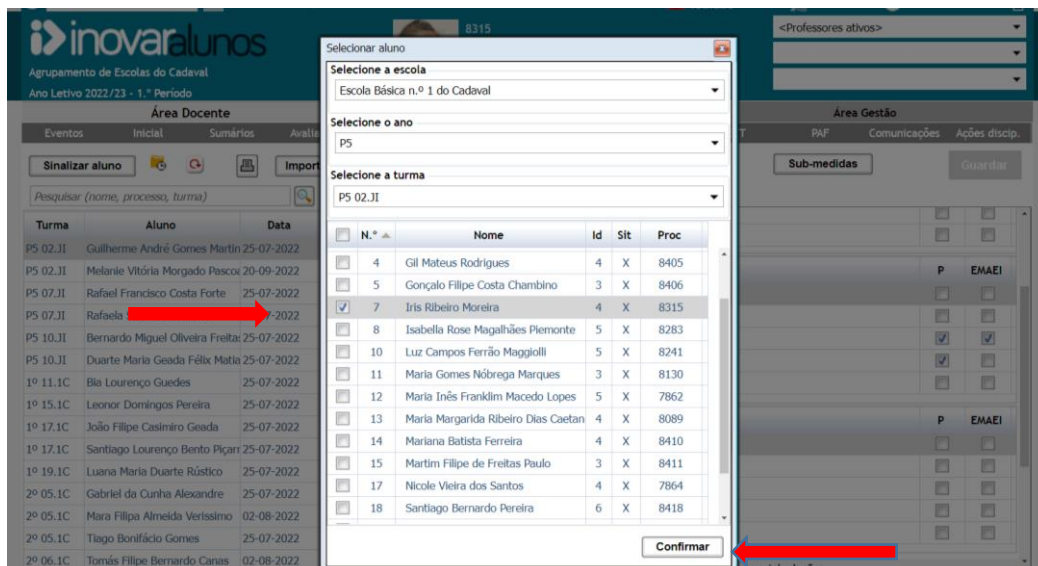 inovaralunos
Agrupamento de Escolas do Cadaval
Ano Letivo 2022/23 - 1.º Período
8315
<Professores ativos>
Área Docente
Área Gestão
Eventos Inicial Sumários Avalia
T PAF Comunicações Ações discip.
Sinalizar aluno Import
Sub-medidas Guardar
Pesquisar (nome, processo, turma)
Turma Aluno Data
P5 02.JI Guilherme André Gomes Martin 25-07-2022
P5 02.JI Melanie Vitória Morgado Pascoa 20-09-2022
P5 07.JI Rafael Francisco Costa Forte 25-07-2022
P5 07.JI Rafaela -2022
P5 10.JI Bernardo Miguel Oliveira Freitas 25-07-2022
P5 10.JI Duarte Maria Geada Félix Matia 25-07-2022
1º 11.1C Bia Lourenço Guedes 25-07-2022
1º 15.1C Leonor Domingos Pereira 25-07-2022
1º 17.1C João Filipe Casimiro Geada 25-07-2022
1º 17.1C Santiago Lourenço Bento Piçarr 25-07-2022
1º 19.1C Luana Maria Duarte Rústico 25-07-2022
2º 05.1C Gabriel da Cunha Alexandre 25-07-2022
2º 05.1C Mara Filipa Almeida Verissimo 02-08-2022
2º 05.1C Tiago Bonifácio Gomes 25-07-2022
2º 06.1C Tomás Filipe Bernardo Canas 02-08-2022
Selecionar aluno
Selecione a escola
Escola Básica n.º 1 do Cadaval
Selecione o ano
P5
Selecione a turma
P5 02.JI
N.º Nome Id Sit Proc
4 Gil Mateus Rodrigues 4 X 8405
5 Gonçalo Filipe Costa Chambino 3 X 8406
7 Iris Ribeiro Moreira 4 X 8315
8 Isabella Rose Magalhães Piemonte 5 X 8283
10 Luz Campos Ferrão Maggiolli 5 X 8241
11 Maria Gomes Nóbrega Marques 3 X 8130
12 Maria Inês Franklim Macedo Lopes 5 X 7862
13 Maria Margarida Ribeiro Dias Caetan 4 X 8089
14 Mariana Batista Ferreira 4 X 8410
15 Martim Filipe de Freitas Paulo 3 X 8411
17 Nicole Vieira dos Santos 4 X 7864
18 Santiago Bernardo Pereira 6 X 8418
Confirmar
P EMAEI
P EMAEI